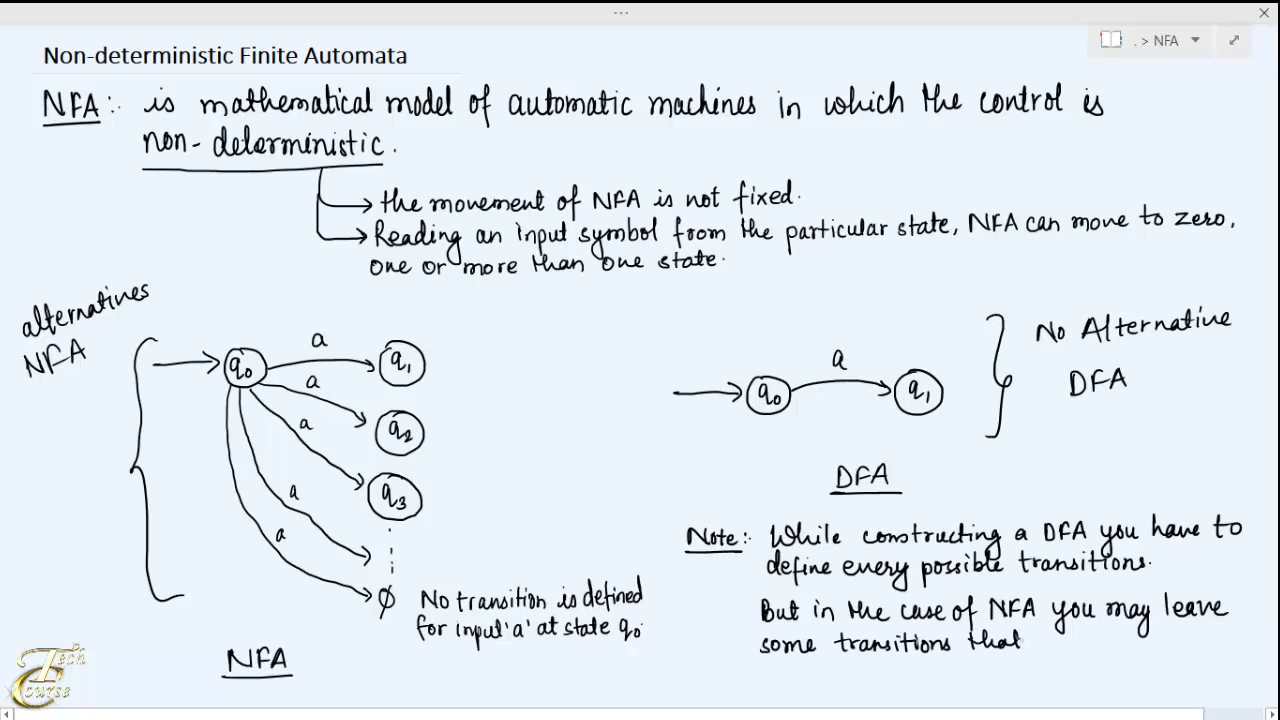 ...
. > NFA
Non-deterministic Finite Automata
NFA:- is mathematical model of automatic machines in which the control is
non-deterministic.
the movement of NFA is not fixed.
Reading an input symbol from the particular state, NFA can move to zero,
one or more than one state.
alternatives
NFA
q0
a
q1
a
q2
a
q3
a
a
ϕ
No transition is defined
for input 'a' at state q0
NFA
q0
a
q1
No Alternative
DFA
DFA
Note:- While constructing a DFA you have to
define every possible transitions.
But in the case of NFA you may leave
some transitions that
Tech
Course